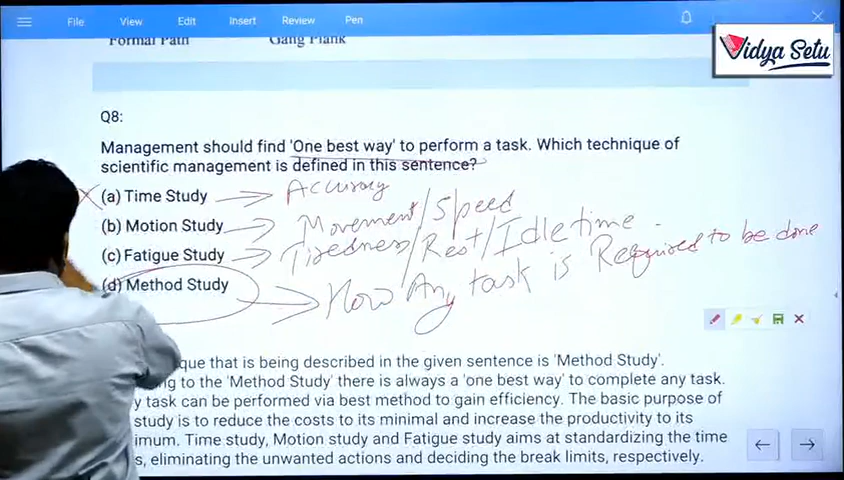 File View Edit Insert Review Pen
Vidya Setu
Formal Path Gang Plank
Q8:
Management should find 'One best way' to perform a task. Which technique of
scientific management is defined in this sentence?
(a) Time Study Accuracy
(b) Motion Study Movement/Speed
(c) Fatigue Study Tiredness/Rest/Idle time
(d) Method Study How Any task is Required to be done
que that is being described in the given sentence is 'Method Study'.
ng to the 'Method Study' there is always a 'one best way' to complete any task.
y task can be performed via best method to gain efficiency. The basic purpose of
study is to reduce the costs to its minimal and increase the productivity to its
imum. Time study, Motion study and Fatigue study aims at standardizing the time
s, eliminating the unwanted actions and deciding the break limits, respectively.